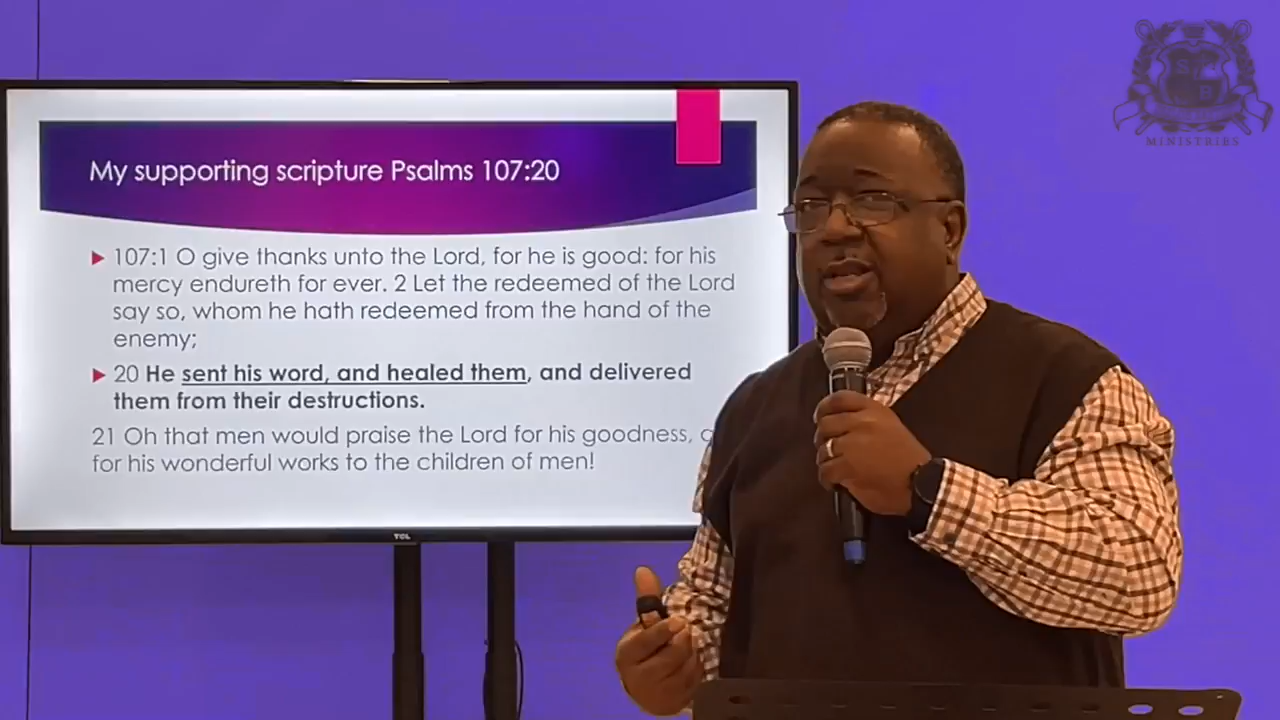 My supporting scripture Psalms 107:20
107:1 O give thanks unto the Lord, for he is good: for his
mercy endureth for ever. 2 Let the redeemed of the Lord
say so, whom he hath redeemed from the hand of the
enemy;
20 He sent his word, and healed them, and delivered
them from their destructions.
21 Oh that men would praise the Lord for his goodness,
for his wonderful works to the children of men!
TCL
S
B
MINISTRIES